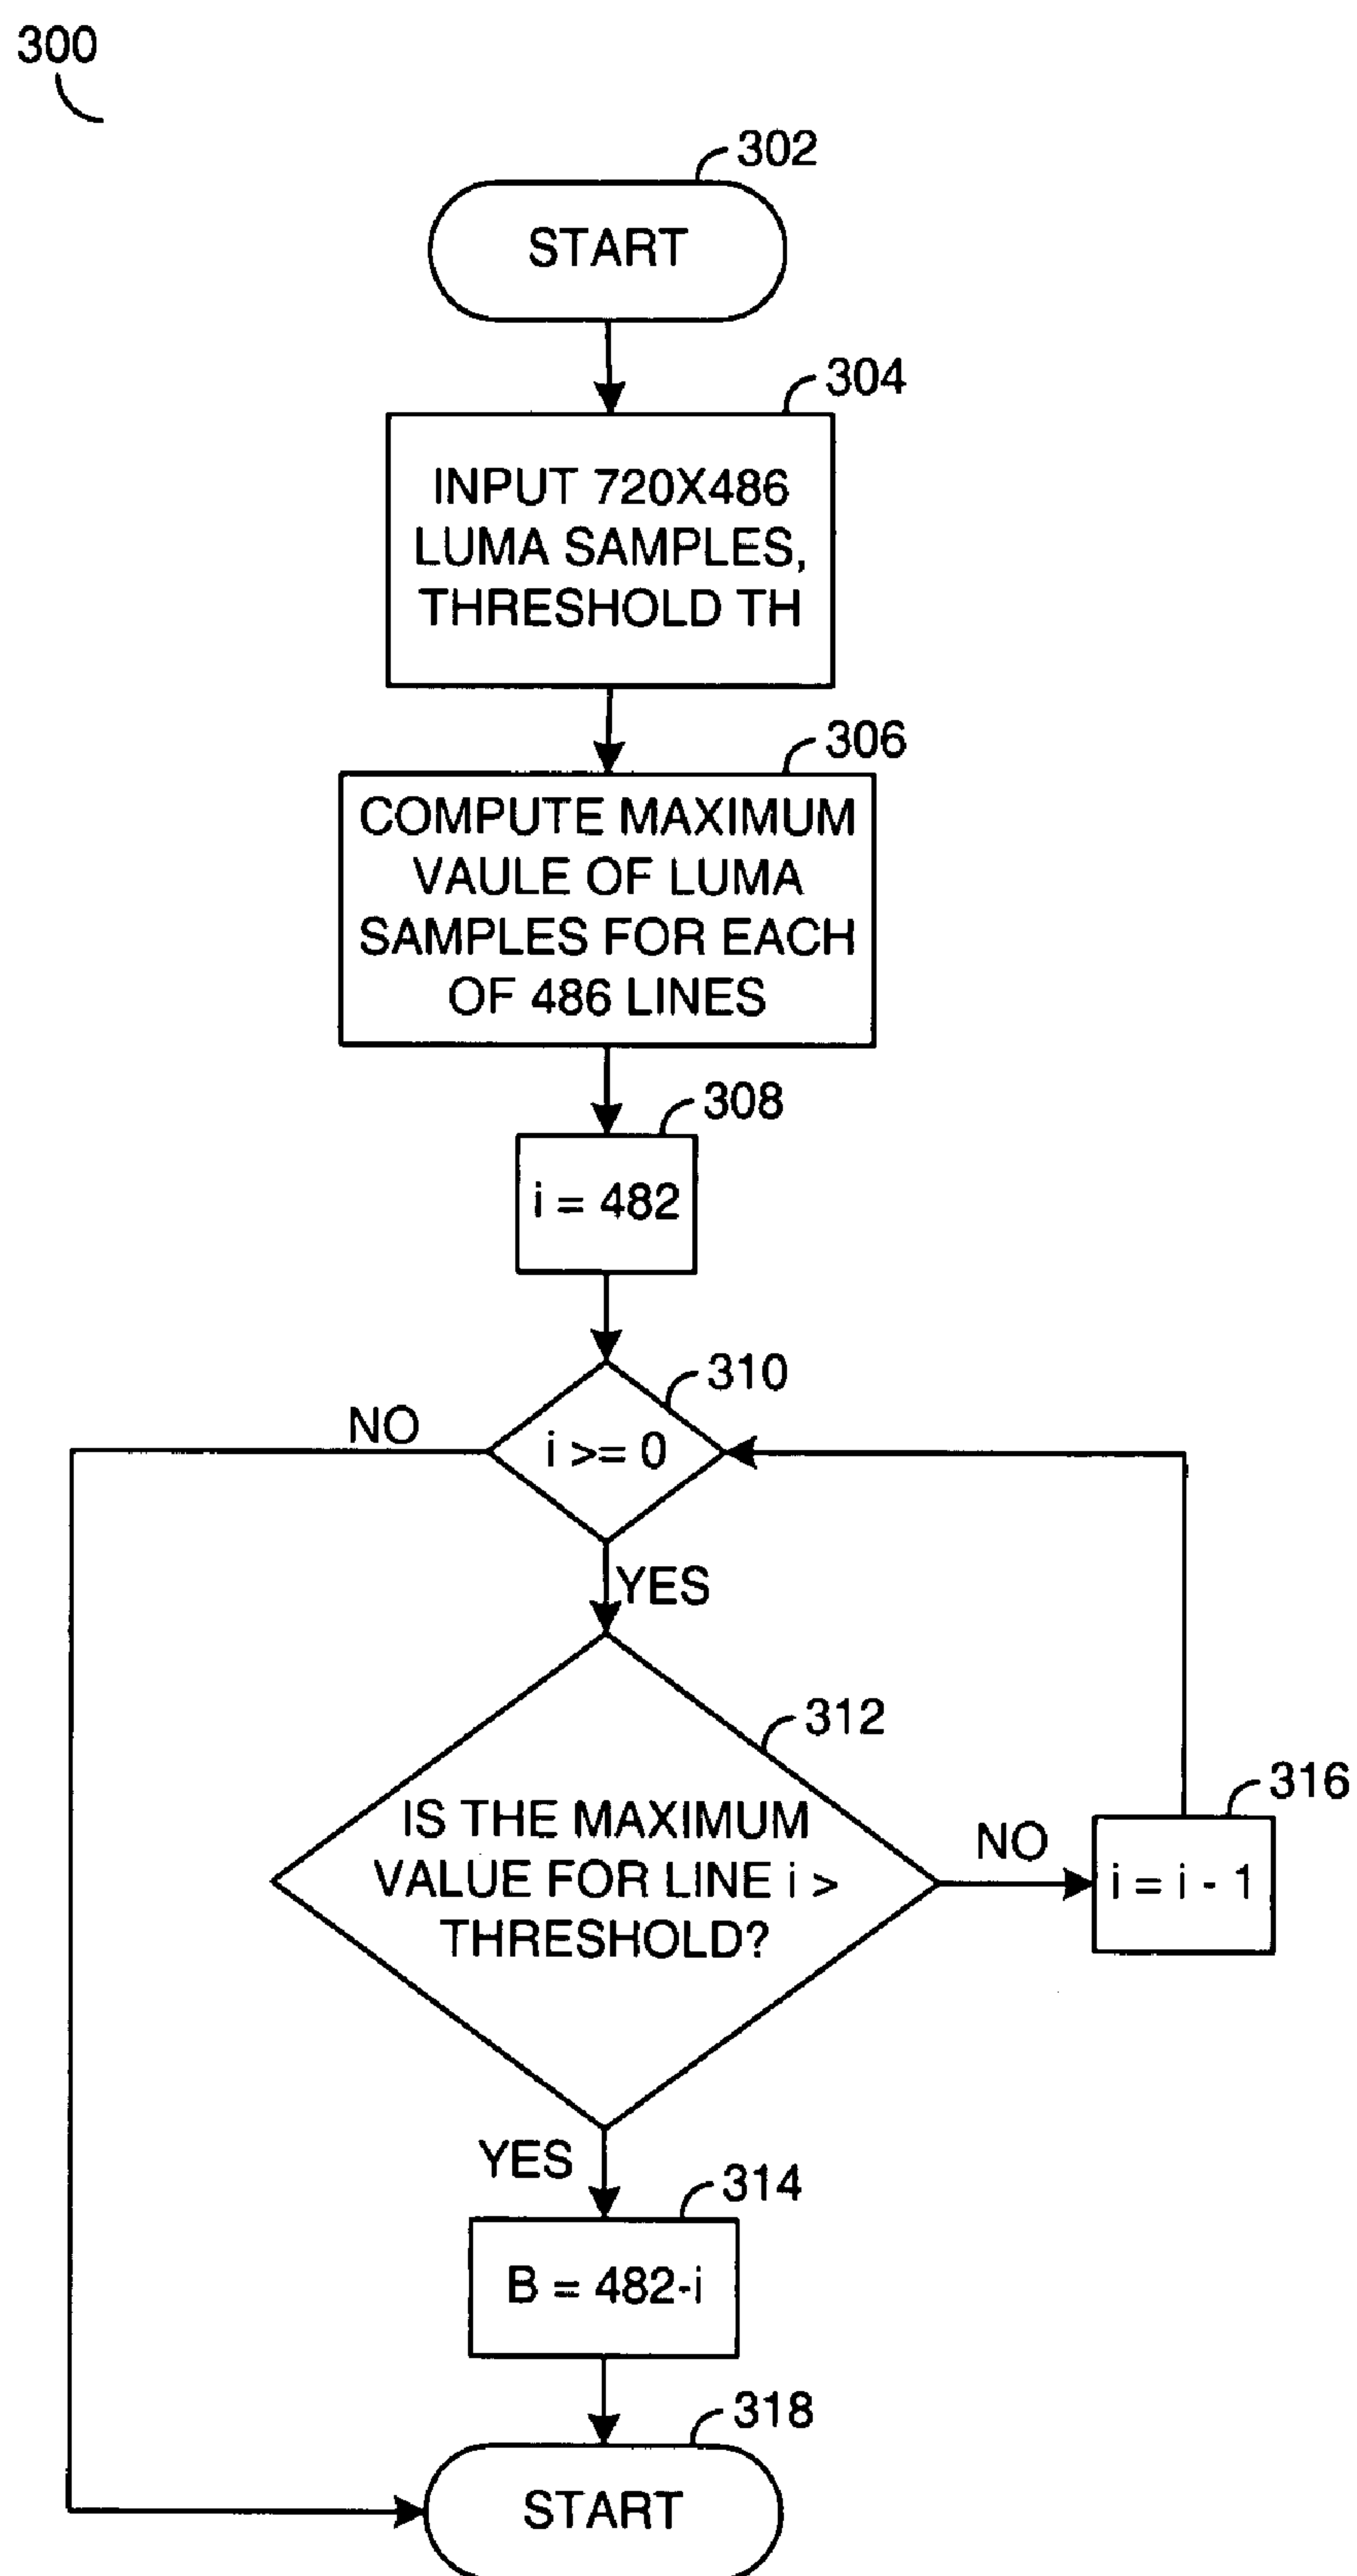 300
302
START
304
INPUT 720X486
LUMA SAMPLES,
THRESHOLD TH
306
COMPUTE MAXIMUM
VAULE OF LUMA
SAMPLES FOR EACH
OF 486 LINES
308
i = 482
310
NO
i >= 0
YES
312
IS THE MAXIMUM
VALUE FOR LINE i >
THRESHOLD?
NO
316
i = i - 1
YES
314
B = 482-i
318
START